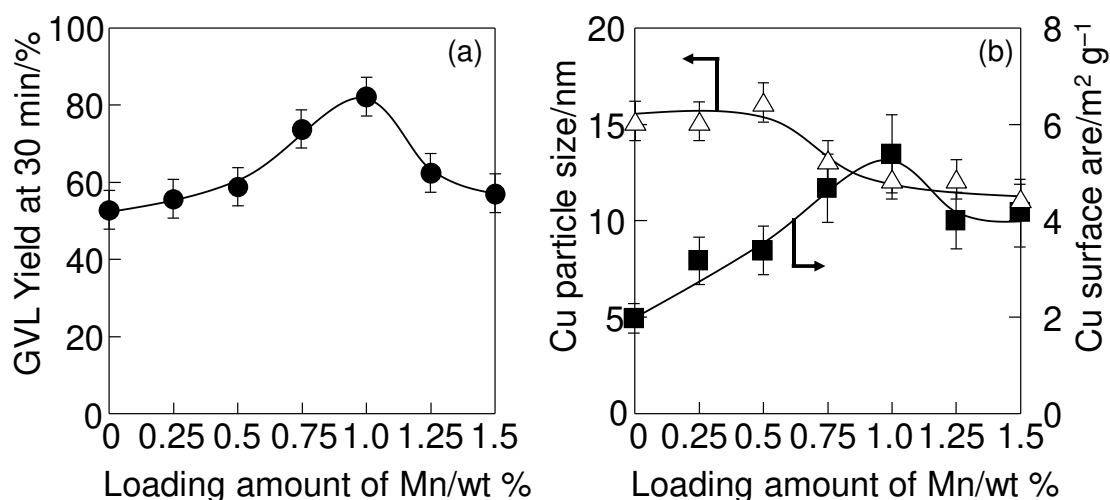 (a)
GVL Yield at 30 min/%
100
80
60
40
20
0
0 0.25 0.5 0.75 1.0 1.25 1.5
Loading amount of Mn/wt %
(b)
Cu particle size/nm
20
15
10
5
0
0 0.25 0.5 0.75 1.0 1.25 1.5
Loading amount of Mn/wt %
8
6
4
2
0
Cu surface are/m² g⁻¹